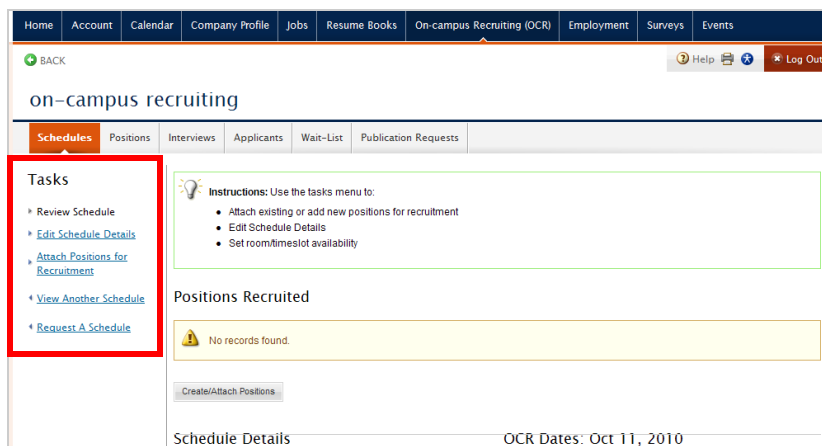 Home Account Calendar Company Profile Jobs Resume Books On-campus Recruiting (OCR) Employment Surveys Events
BACK
Help
Log Out
on-campus recruiting
Schedules Positions Interviews Applicants Wait-List Publication Requests
Tasks
Review Schedule
Edit Schedule Details
Attach Positions for
Recruitment
View Another Schedule
Request A Schedule
Instructions: Use the tasks menu to:
Attach existing or add new positions for recruitment
Edit Schedule Details
Set room/timeslot availability
Positions Recruited
No records found.
Create/Attach Positions
Schedule Details
OCR Dates: Oct 11, 2010